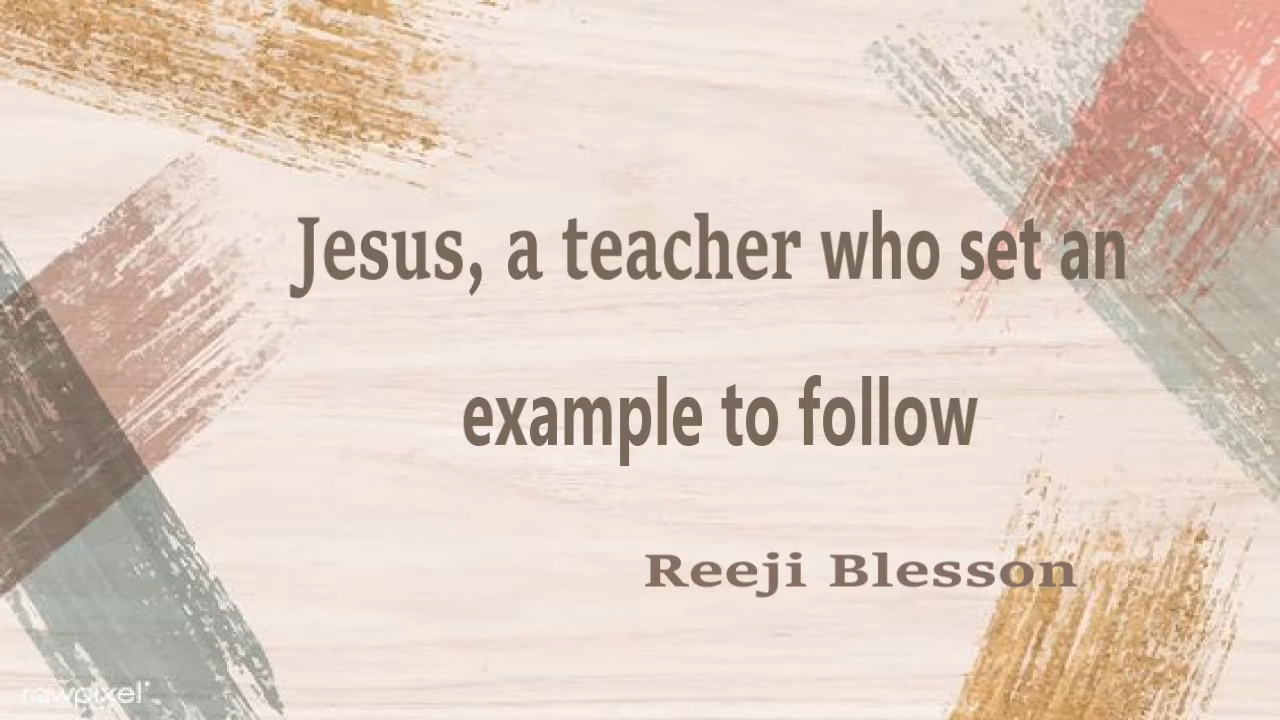 Jesus, a teacher who set an
example to follow
Reeji Blesson
rawpixel